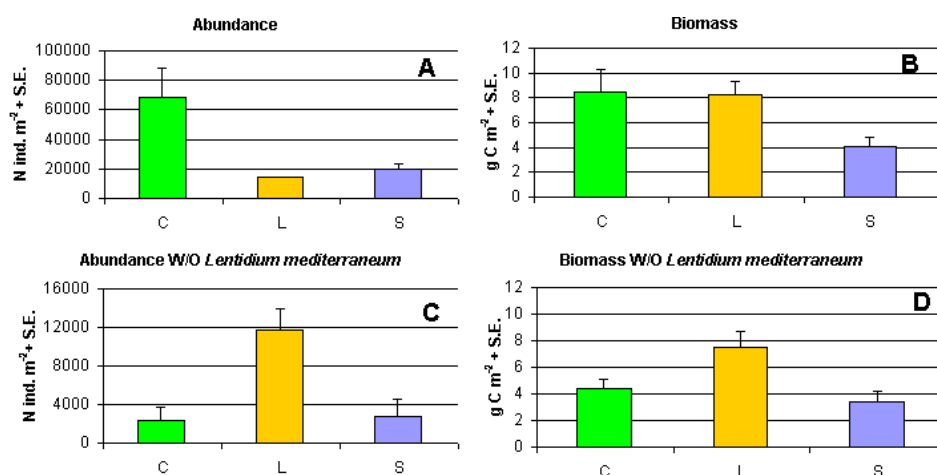 Abundance
A
N ind. m-2 + S.E.
100000
80000
60000
40000
20000
0
C L S
Biomass
B
g C m-2 + S.E.
12
10
8
6
4
2
0
C L S
Abundance W/O Lentidium mediterraneum
C
N ind. m-2+ S.E.
16000
12000
8000
4000
0
C L S
Biomass W/O Lentidium mediterraneum
D
g C m-2 + S.E.
12
10
8
6
4
2
0
C L S